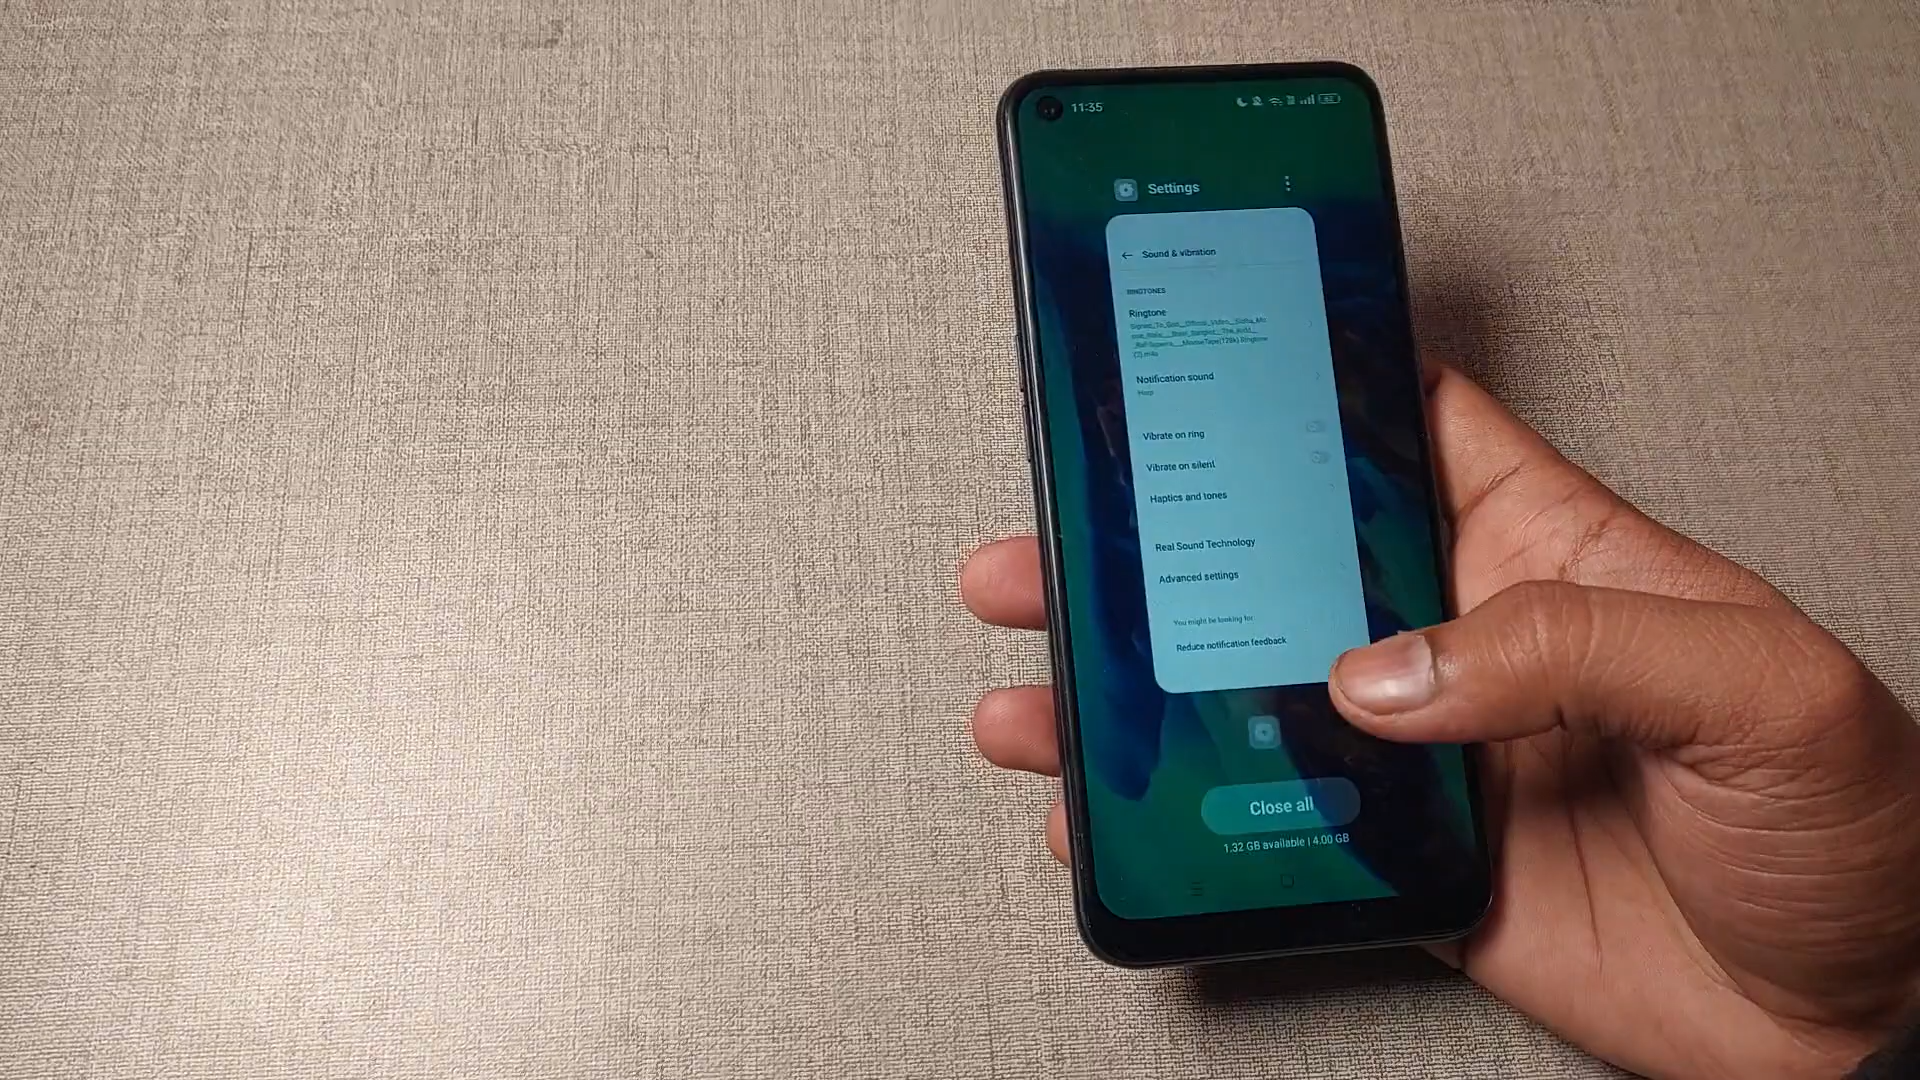 11:35
Settings
Sound & vibration
RINGTONES
Ringtone
Notification sound
Harp
Vibrate on ring
Vibrate on silent
Haptics and tones
Real Sound Technology
Advanced settings
You might be looking for
Reduce notification feedback
Close all
1.32 GB available | 4.00 GB